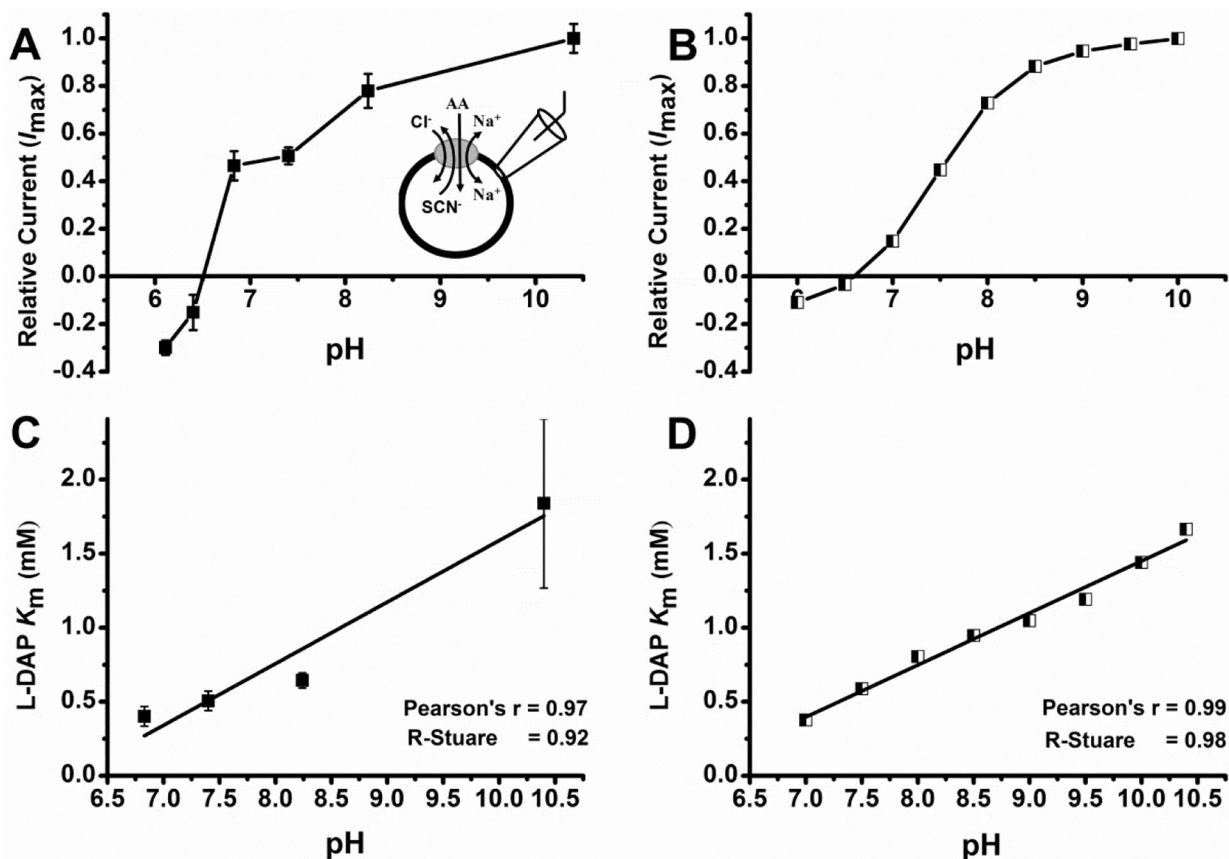 A
Relative Current (Imax)
1.0
0.8
0.6
0.4
0.2
0.0
-0.2
-0.4
6 7 8 9 10
pH
AA
Cl-
Na+
Na+
SCN-
B
Relative Current (Imax)
1.0
0.8
0.6
0.4
0.2
0.0
-0.2
-0.4
6 7 8 9 10
pH
C
L-DAP Km (mM)
2.0
1.5
1.0
0.5
0.0
Pearson's r = 0.97
R-Stuare = 0.92
6.5 7.0 7.5 8.0 8.5 9.0 9.5 10.0 10.5
pH
D
L-DAP Km (mM)
2.0
1.5
1.0
0.5
0.0
Pearson's r = 0.99
R-Stuare = 0.98
6.5 7.0 7.5 8.0 8.5 9.0 9.5 10.0 10.5
pH